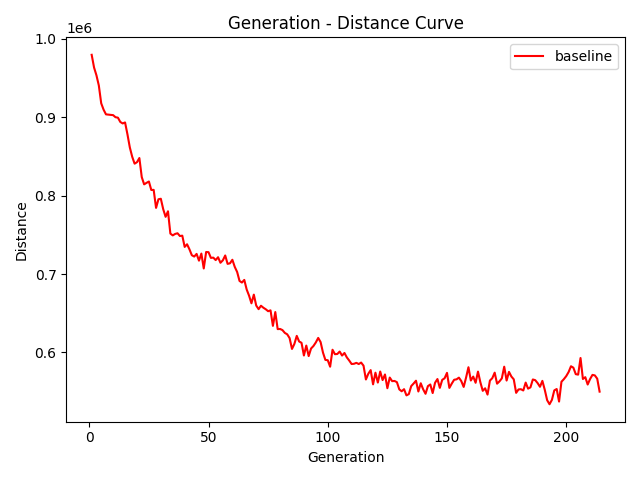 Generation - Distance Curve
1e6
baseline
1.0
0.9
0.8
0.7
0.6
Distance
0 50 100 150 200
Generation